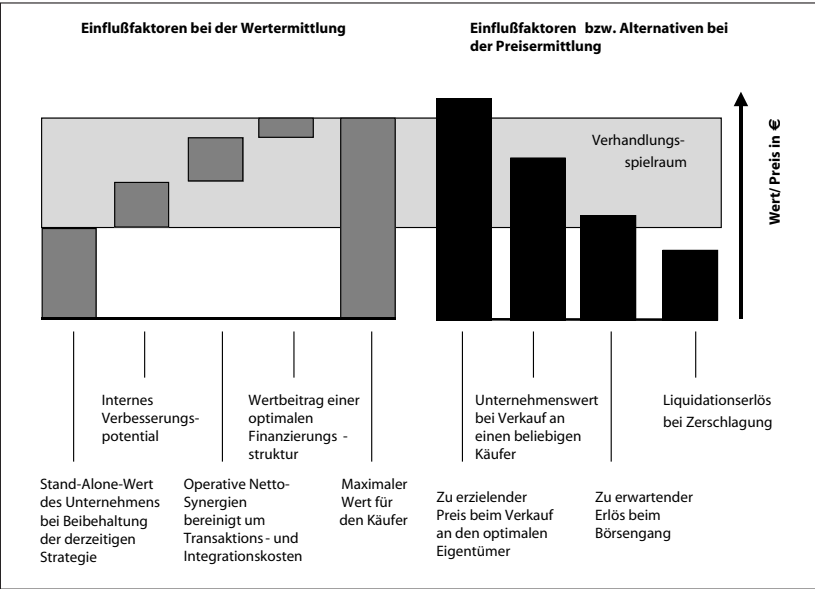 Einflußfaktoren bei der Wertermittlung
Einflußfaktoren bzw. Alternativen bei
der Preisermittlung
Verhandlungs-
spielraum
Wert/ Preis in €
Internes
Verbesserungs-
potential
Wertbeitrag einer
optimalen
Finanzierungs -
struktur
Unternehmenswert
bei Verkauf an
einen beliebigen
Käufer
Liquidationserlös
bei Zerschlagung
Stand-Alone-Wert
des Unternehmens
bei Beibehaltung
der derzeitigen
Strategie
Operative Netto-
Synergien
bereinigt um
Transaktions - und
Integrationskosten
Maximaler
Wert für
den Käufer
Zu erzielender
Preis beim Verkauf
an den optimalen
Eigentümer
Zu erwartender
Erlös beim
Börsengang